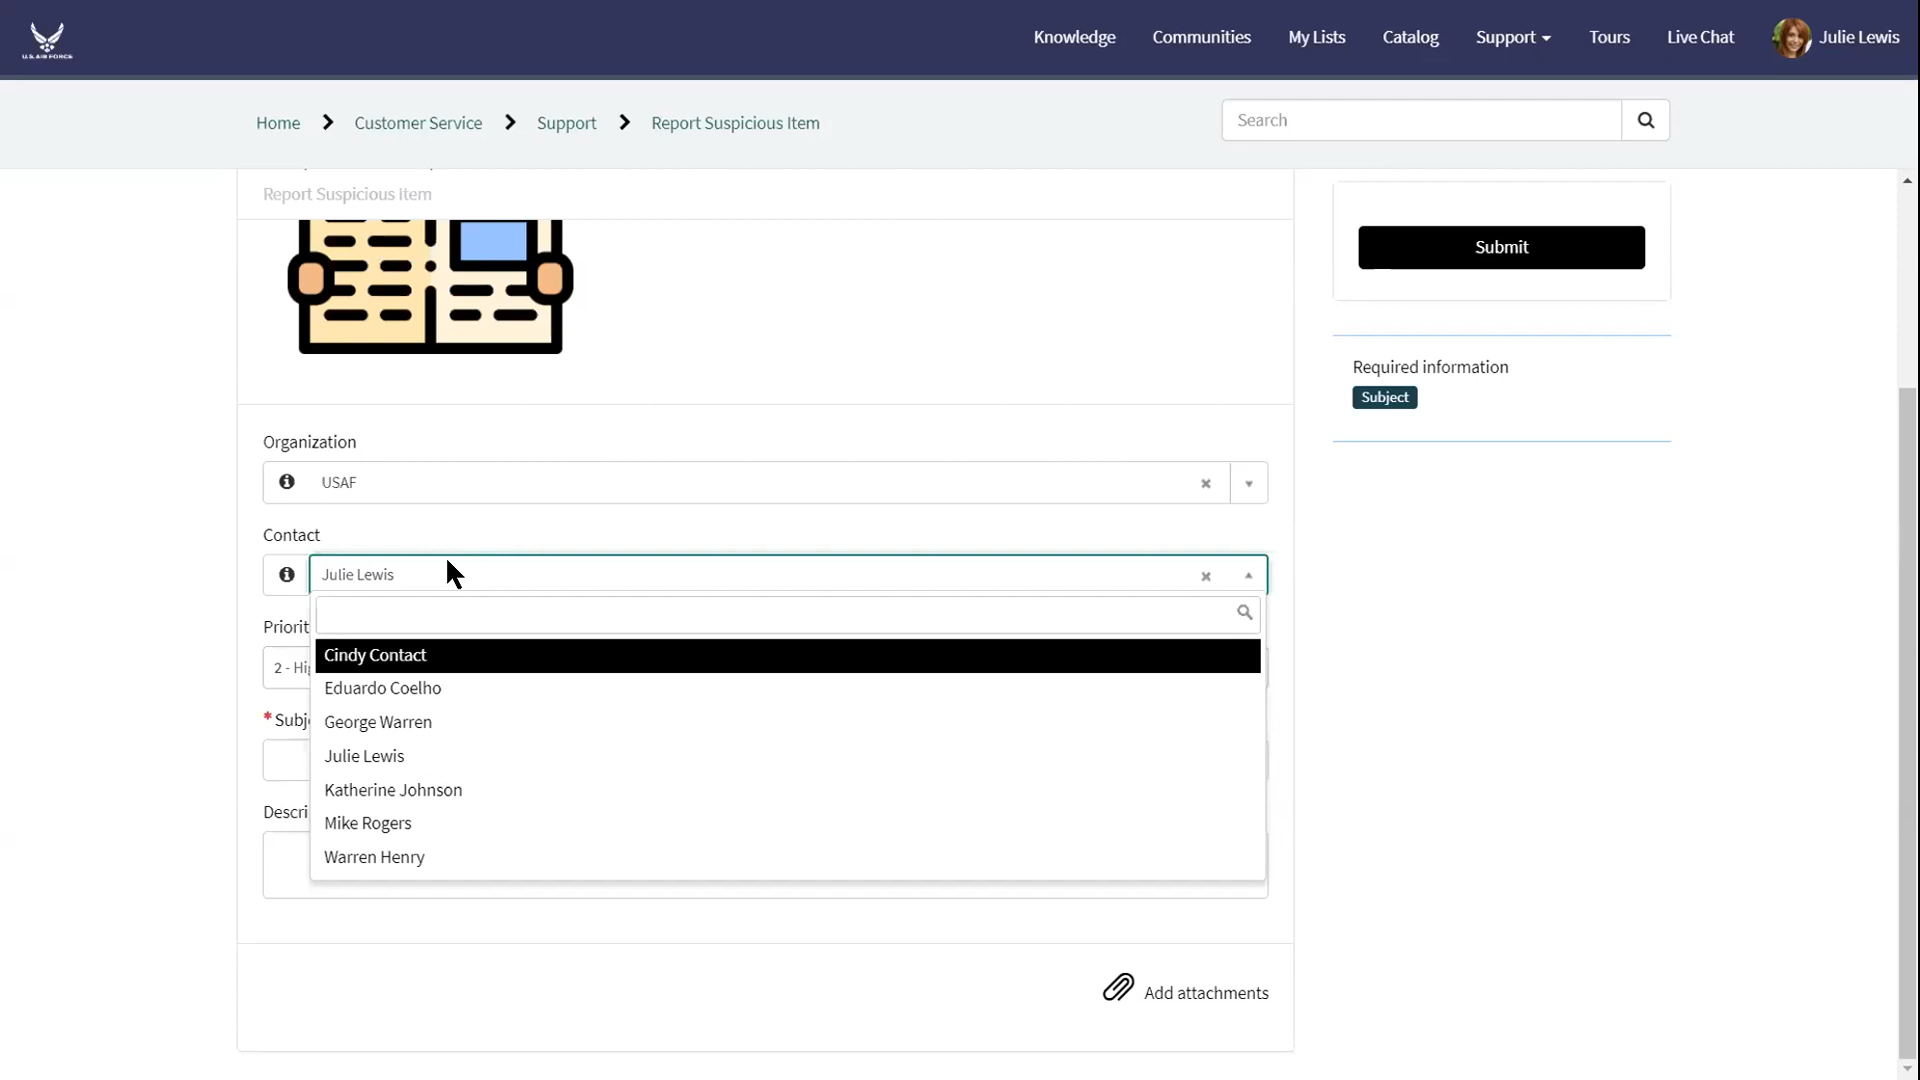 U.S. AIR FORCE
Knowledge
Communities
My Lists
Catalog
Support
Tours
Live Chat
Julie Lewis
Home
Customer Service
Support
Report Suspicious Item
Search
Report Suspicious Item
Submit
Required information
Subject
Organization
USAF
Contact
Julie Lewis
Priorit
2 - Hi
Cindy Contact
Eduardo Coelho
George Warren
* Subj
Julie Lewis
Katherine Johnson
Descri
Mike Rogers
Warren Henry
Add attachments